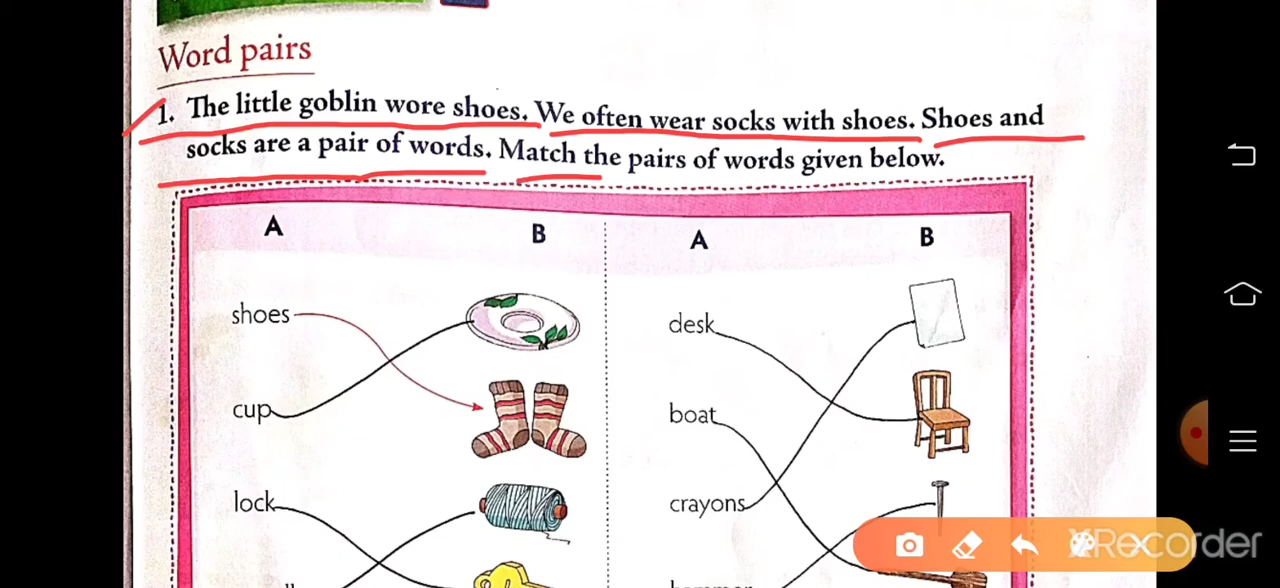 Word pairs
1. The little goblin wore shoes. We often wear socks with shoes. Shoes and
socks are a pair of words. Match the pairs of words given below.
A
B
shoes
cup
lock
A
B
desk
boat
crayons
XRecorder